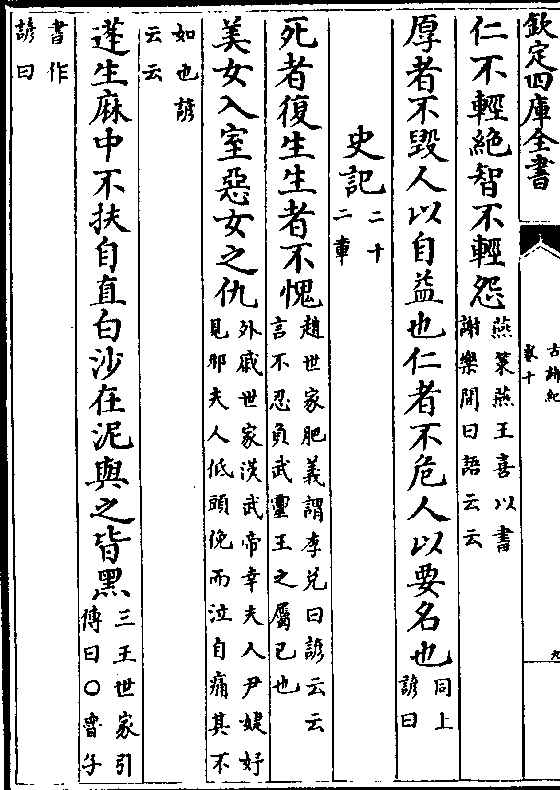 欽定四庫全書
古詩紀
卷十
九
仁不輕絶智不輕怨燕策燕王喜以書
謝樂閒曰語云云
厚者不毀人以自益也仁者不危人以要名也同上
諺曰
史記二十
二章
死者復生生者不愧趙世家肥義謂李兌曰諺云云
言不忍負武靈王之屬已也
美女入室惡女之仇外戚世家漢武帝幸夫人尹婕妤
見邢夫人低頭俛而泣自痛其不
如也諺
云云
蓬生麻中不扶自直白沙在泥與之皆黑三王世家引
傳曰○曾子
書作
諺曰